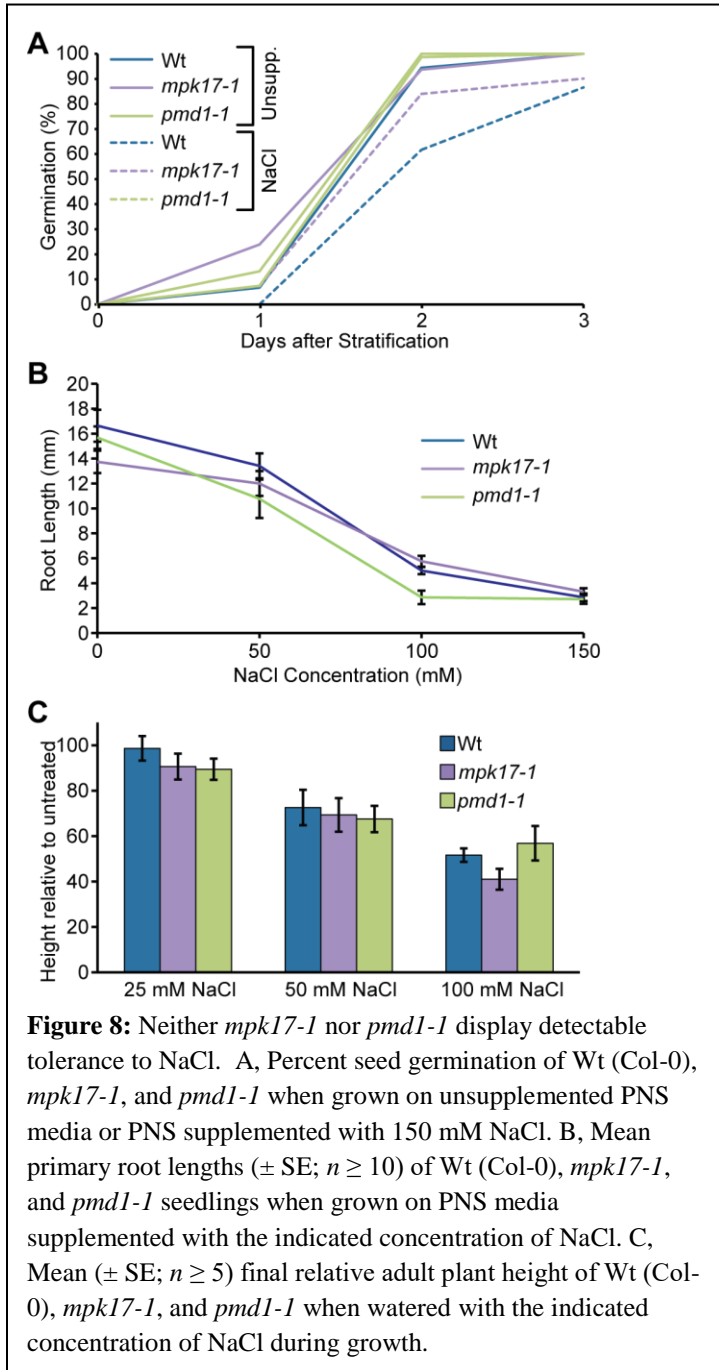 A
100
90
80
70
60
50
40
30
20
10
0
Germination (%)
Wt
mpk17-1
pmd1-1
Unsupp.
Wt
mpk17-1
pmd1-1
NaCl
0 1 2 3
Days after Stratification
B
20
18
16
14
12
10
8
6
4
2
0
Root Length (mm)
Wt
mpk17-1
pmd1-1
0 50 100 150
NaCl Concentration (mM)
C
100
80
60
40
20
0
Height relative to untreated
Wt
mpk17-1
pmd1-1
25 mM NaCl 50 mM NaCl 100 mM NaCl
Figure 8: Neither mpk17-1 nor pmd1-1 display detectable
tolerance to NaCl. A, Percent seed germination of Wt (Col-0),
mpk17-1, and pmd1-1 when grown on unsupplemented PNS
media or PNS supplemented with 150 mM NaCl. B, Mean
primary root lengths (± SE; n ≥ 10) of Wt (Col-0), mpk17-1,
and pmd1-1 seedlings when grown on PNS media
supplemented with the indicated concentration of NaCl. C,
Mean (± SE; n ≥ 5) final relative adult plant height of Wt (Col-
0), mpk17-1, and pmd1-1 when watered with the indicated
concentration of NaCl during growth.